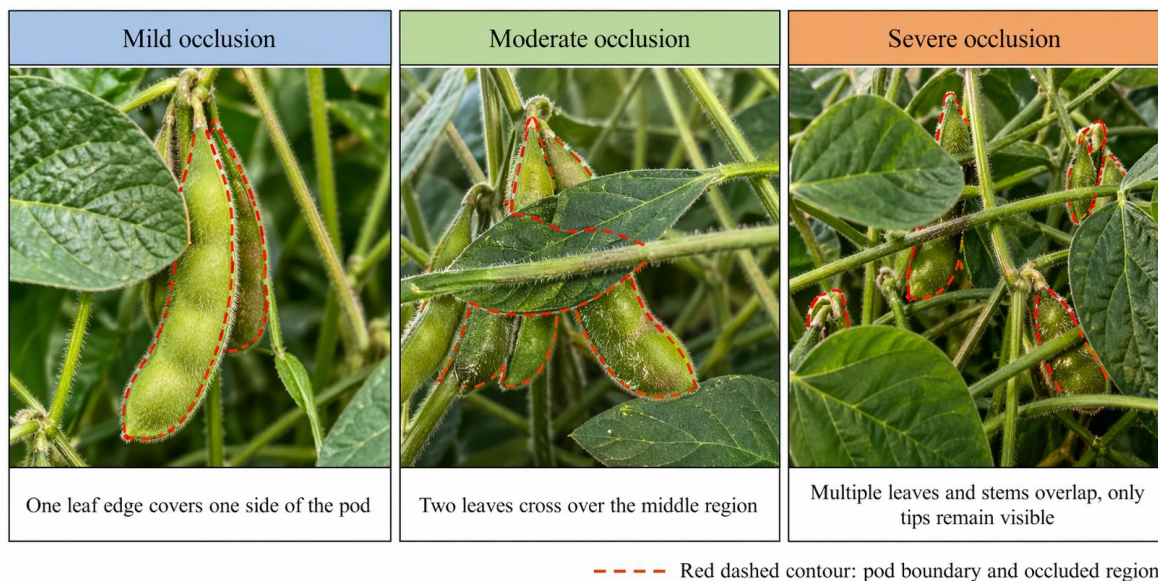 Mild occlusion
Moderate occlusion
Severe occlusion
One leaf edge covers one side of the pod
Two leaves cross over the middle region
Multiple leaves and stems overlap, only
tips remain visible
Red dashed contour: pod boundary and occluded region